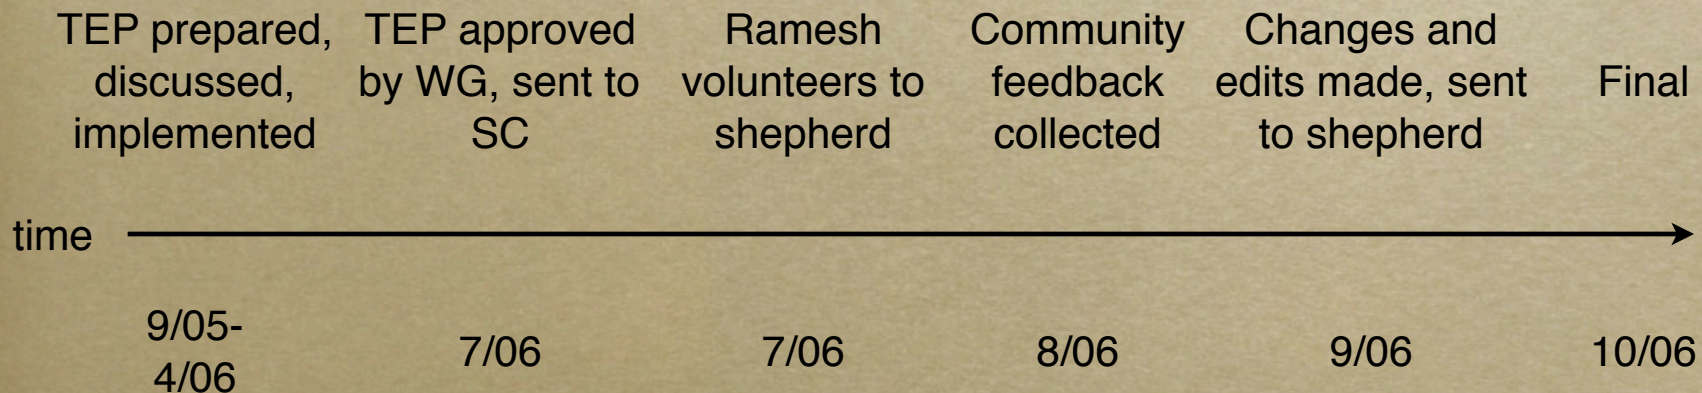 TEP prepared,
discussed,
implemented
TEP approved
by WG, sent to
SC
Ramesh
volunteers to
shepherd
Community
feedback
collected
Changes and
edits made, sent
to shepherd
Final
time
9/05-
4/06
7/06
7/06
8/06
9/06
10/06